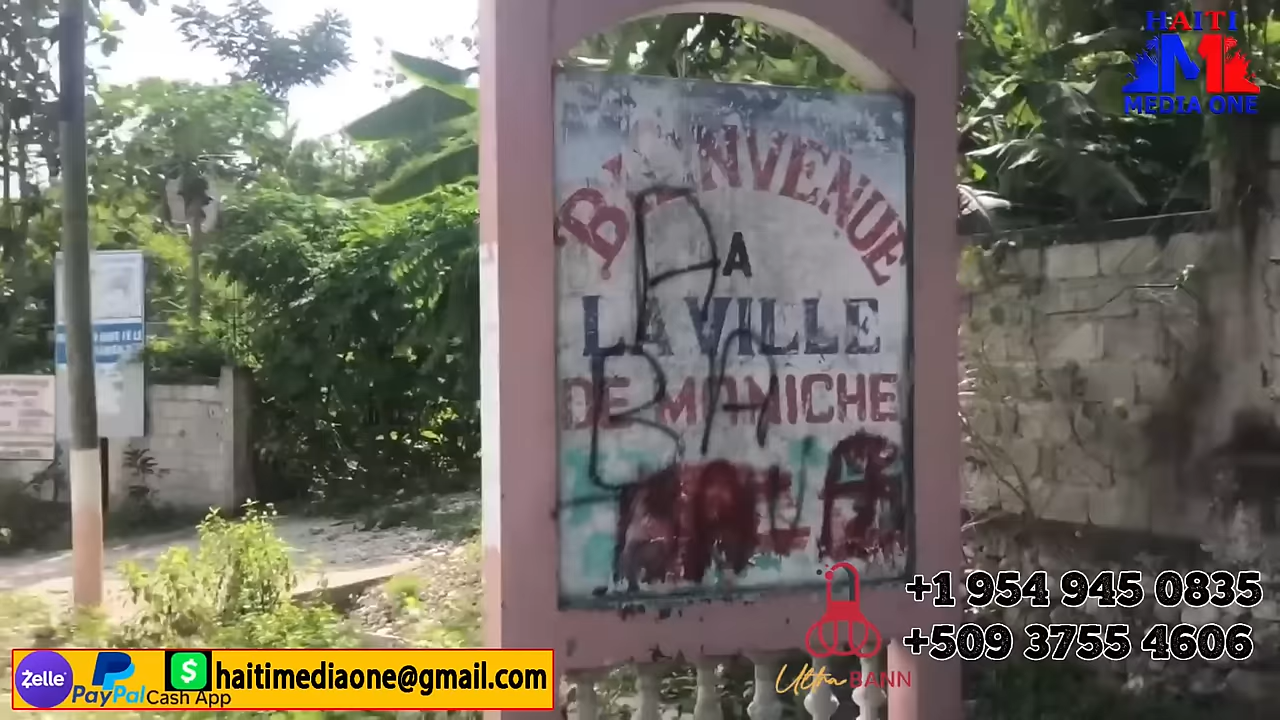 HAITI
M
MEDIA ONE
BIENVENUE
A
LA VILLE
DE MANICHE
+1 954 945 0835
+509 3755 4606
Ultra BANN
Zelle
PayPal
$
Cash App
haitimediaone@gmail.com